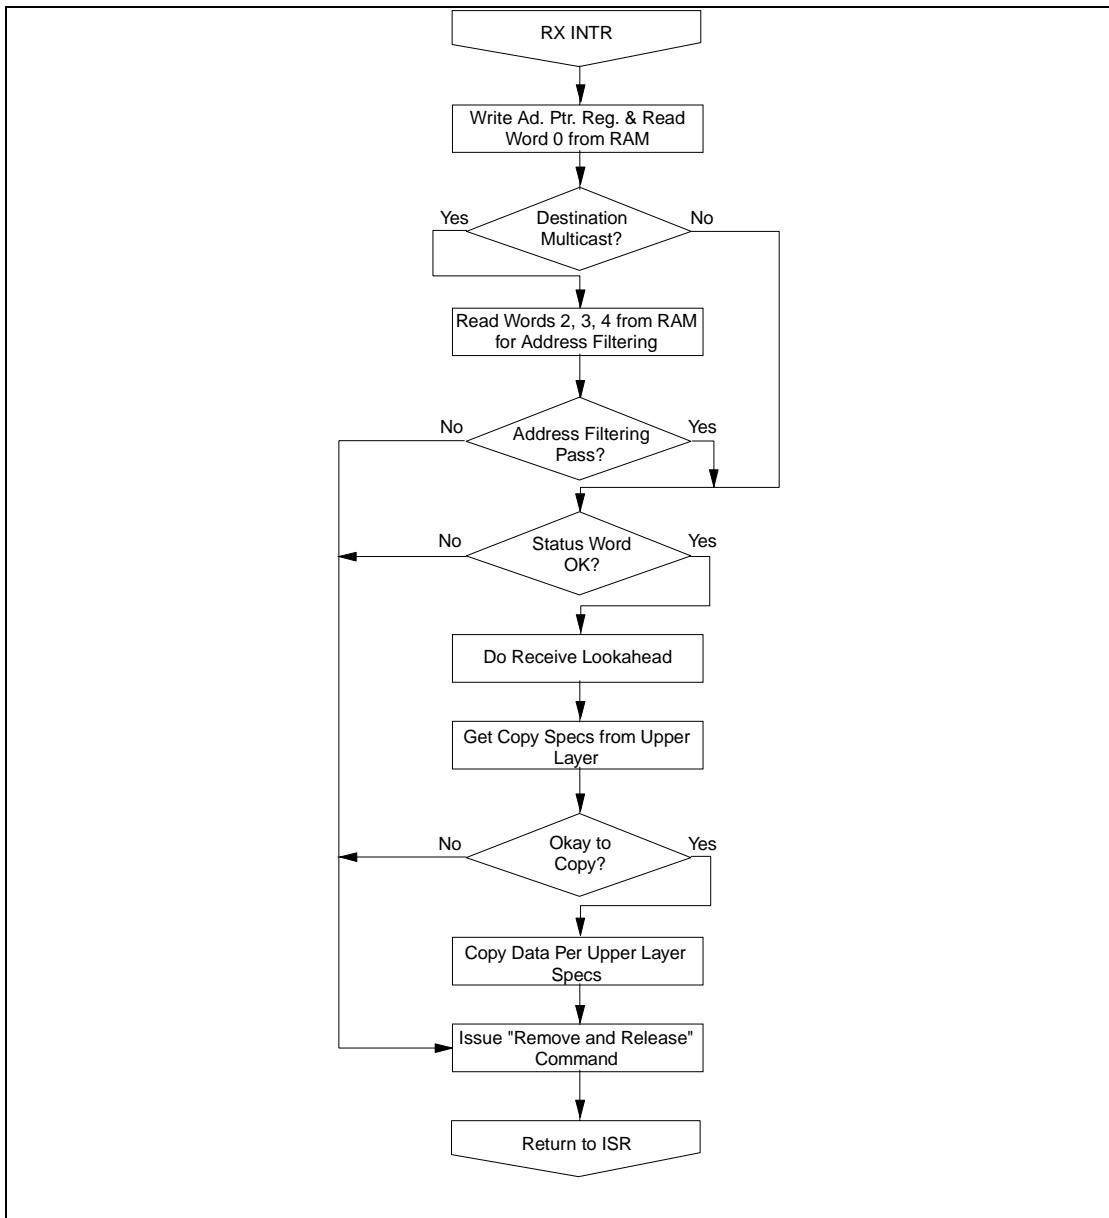 RX INTR
Write Ad. Ptr. Reg. & Read
Word 0 from RAM
Yes
Destination
Multicast?
No
Read Words 2, 3, 4 from RAM
for Address Filtering
No
Address Filtering
Pass?
Yes
No
Status Word
OK?
Yes
Do Receive Lookahead
Get Copy Specs from Upper
Layer
No
Okay to
Copy?
Yes
Copy Data Per Upper Layer
Specs
Issue "Remove and Release"
Command
Return to ISR